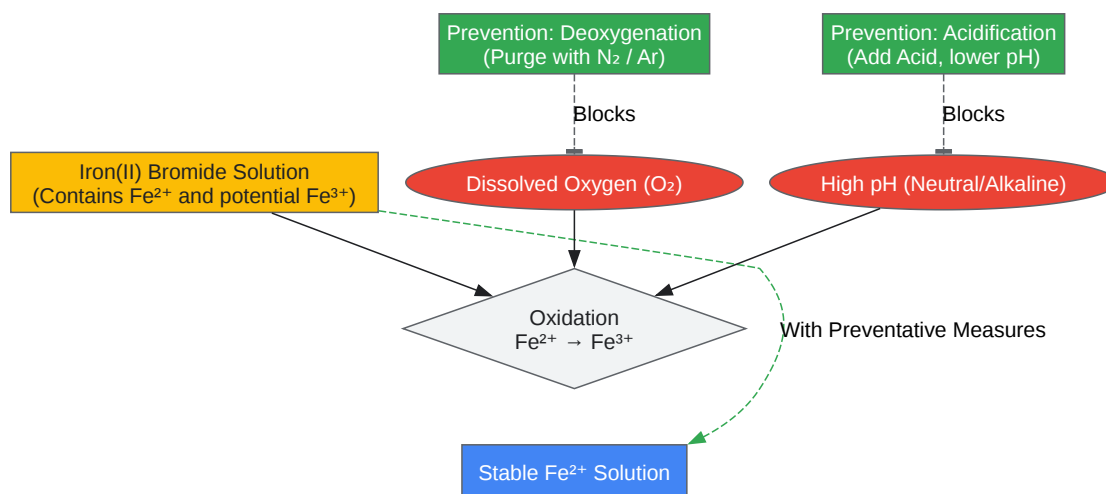 Prevention: Deoxygenation
(Purge with N₂ / Ar)
Prevention: Acidification
(Add Acid, lower pH)
Blocks
Blocks
Iron(II) Bromide Solution
(Contains Fe²⁺ and potential Fe³⁺)
Dissolved Oxygen (O₂)
High pH (Neutral/Alkaline)
Oxidation
Fe²⁺ → Fe³⁺
With Preventative Measures
Stable Fe²⁺ Solution